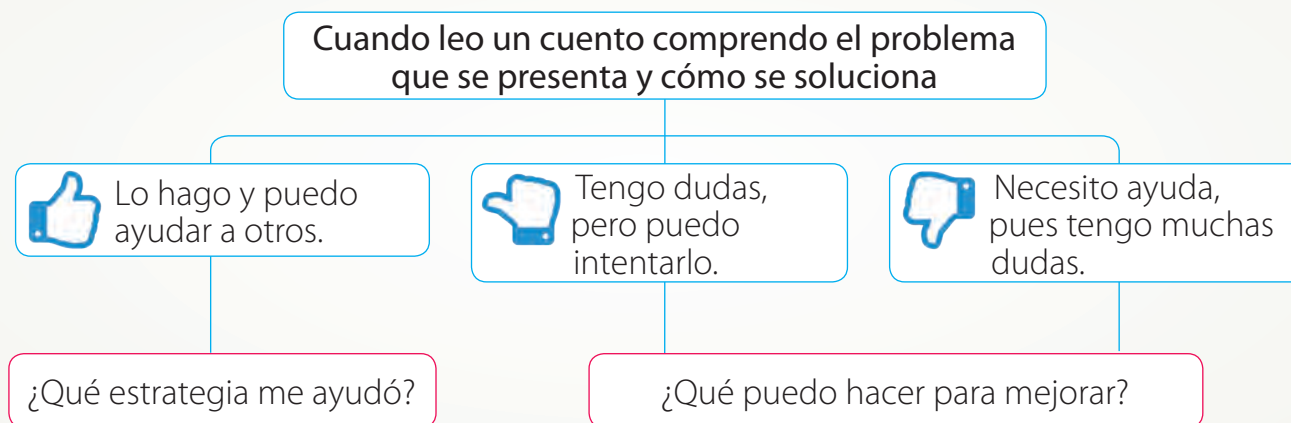 Cuando leo un cuento comprendo el problema
que se presenta y cómo se soluciona
Lo hago y puedo
ayudar a otros.
Tengo dudas,
pero puedo
intentarlo.
Necesito ayuda,
pues tengo muchas
dudas.
¿Qué estrategia me ayudó?
¿Qué puedo hacer para mejorar?